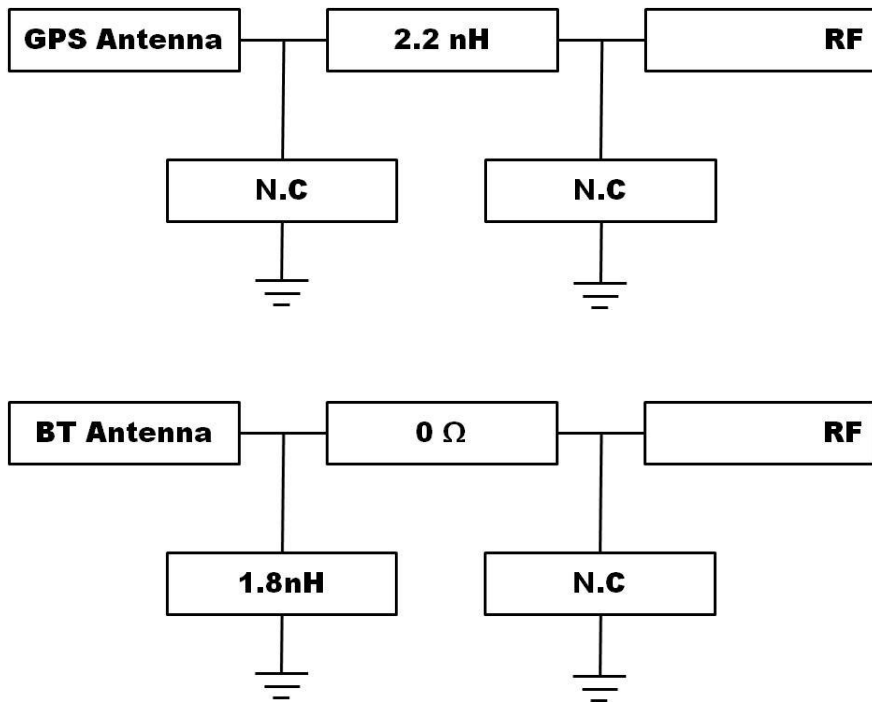 GPS Antenna 2.2 nH RF
N.C N.C
BT Antenna 0 Ω RF
1.8nH N.C